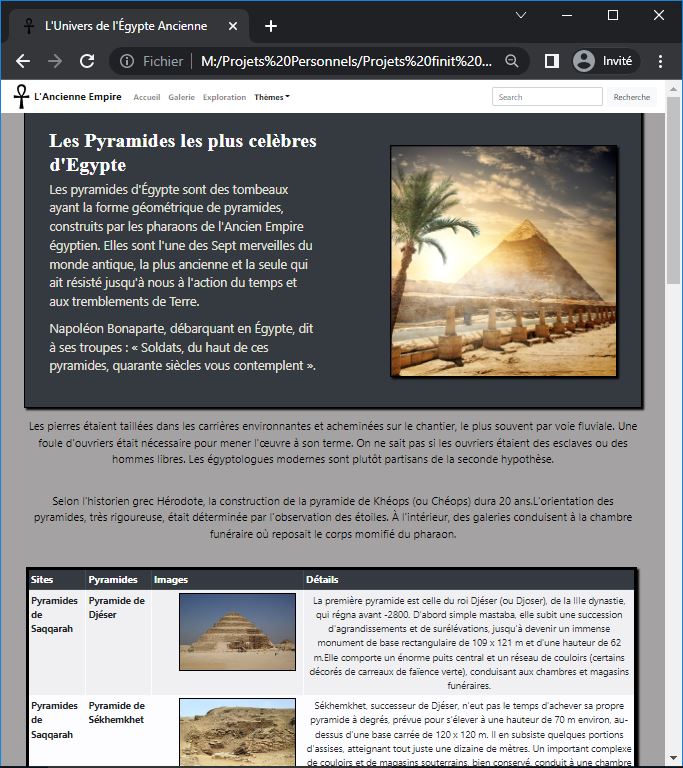 L'Univers de l'Égypte Ancienne
Fichier
M:/Projets%20Personnels/Projets%20finit%20...
Invité
L'Ancienne Empire
Accueil
Galerie
Exploration
Thèmes
Search
Recherche
Les Pyramides les plus celèbres
d'Egypte
Les pyramides d'Égypte sont des tombeaux
ayant la forme géométrique de pyramides,
construits par les pharaons de l'Ancien Empire
égyptien. Elles sont l'une des Sept merveilles du
monde antique, la plus ancienne et la seule qui
ait résisté jusqu'à nous à l'action du temps et
aux tremblements de Terre.
Napoléon Bonaparte, débarquant en Égypte, dit
à ses troupes : « Soldats, du haut de ces
pyramides, quarante siècles vous contemplent ».
Les pierres étaient taillées dans les carrières environnantes et acheminées sur le chantier, le plus souvent par voie fluviale. Une
foule d'ouvriers était nécessaire pour mener l'œuvre à son terme. On ne sait pas si les ouvriers étaient des esclaves ou des
hommes libres. Les égyptologues modernes sont plutôt partisans de la seconde hypothèse.
Selon l'historien grec Hérodote, la construction de la pyramide de Khéops (ou Chéops) dura 20 ans.L'orientation des
pyramides, très rigoureuse, était déterminée par l'observation des étoiles. À l'intérieur, des galeries conduisent à la chambre
funéraire où reposait le corps momifié du pharaon.
Sites
Pyramides
Images
Détails
Pyramides
de
Saqqarah
Pyramide de
Djéser
La première pyramide est celle du roi Djéser (ou Djoser), de la IIIe dynastie,
qui régna avant -2800. D'abord simple mastaba, elle subit une succession
d'agrandissements et de surélévations, jusqu'à devenir un immense
monument de base rectangulaire de 109 x 121 m et d'une hauteur de 62
m.Elle comporte un énorme puits central et un réseau de couloirs (certains
décorés de carreaux de faïence verte), conduisant aux chambres et magasins
funéraires.
Pyramides
de
Saqqarah
Pyramide de
Sékhemkhet
Sékhemkhet, successeur de Djéser, n'eut pas le temps d'achever sa propre
pyramide à degrés, prévue pour s'élever à une hauteur de 70 m environ, au-
dessus d'une base carrée de 120 x 120 m. Il en subsiste quelques portions
d'assises, atteignant tout juste une dizaine de mètres. Un important complexe
de couloirs et de magasins souterrains, bien conservé, conduit à une chambre